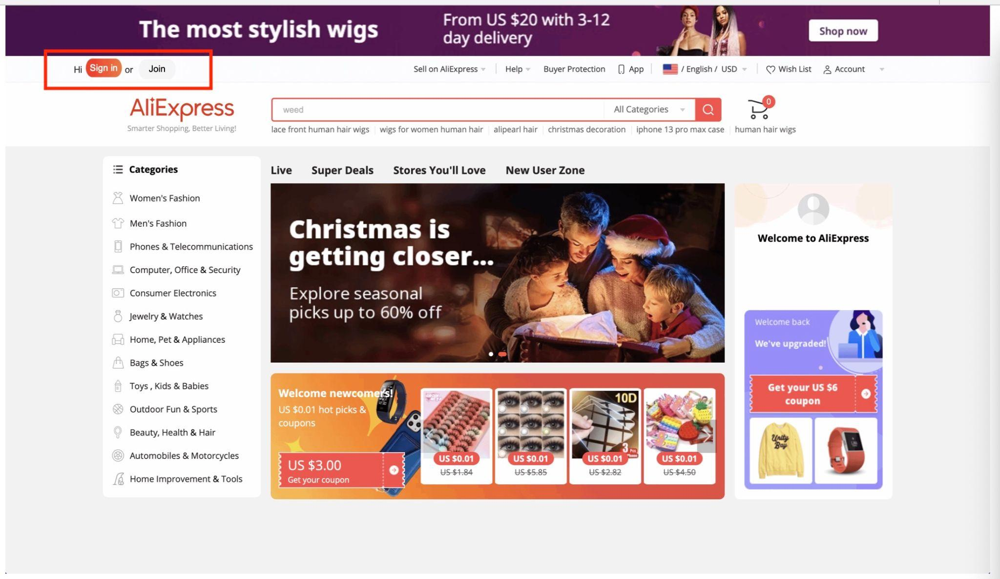 The most stylish wigs
From US $20 with 3-12
day delivery
Shop now
Hi Sign in or Join
Sell on AliExpress
Help
Buyer Protection
App
/ English / USD
Wish List
Account
AliExpress
Smarter Shopping, Better Living!
weed
All Categories
0
lace front human hair wigs
wigs for women human hair
alipearl hair
christmas decoration
iphone 13 pro max case
human hair wigs
Categories
Women's Fashion
Men's Fashion
Phones & Telecommunications
Computer, Office & Security
Consumer Electronics
Jewelry & Watches
Home, Pet & Appliances
Bags & Shoes
Toys , Kids & Babies
Outdoor Fun & Sports
Beauty, Health & Hair
Automobiles & Motorcycles
Home Improvement & Tools
Live
Super Deals
Stores You'll Love
New User Zone
Christmas is
getting closer...
Explore seasonal
picks up to 60% off
Welcome newcomers!
US $0.01 hot picks &
coupons
US $3.00
Get your coupon
US $0.01
US $1.84
US $0.01
US $5.85
10D
3 Pcs
US $0.01
US $2.82
US $0.01
US $4.50
Welcome to AliExpress
Welcome back
We've upgraded!
Get your US $6
coupon
Unity
Bay